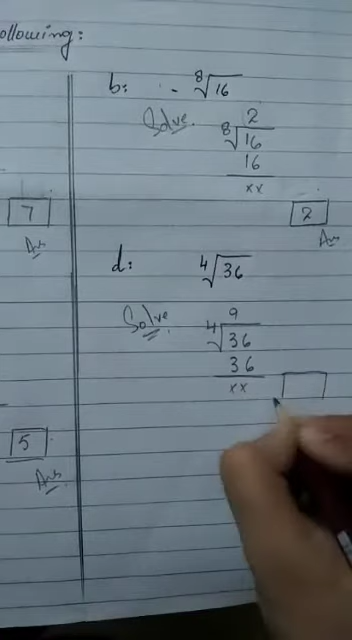 ollowing:
7
Ans
5
Ans
b: - 8√16
Solve.
2
8√16
16
xx
2
Ans
d: 4√36
Solve.
9
4√36
36
xx